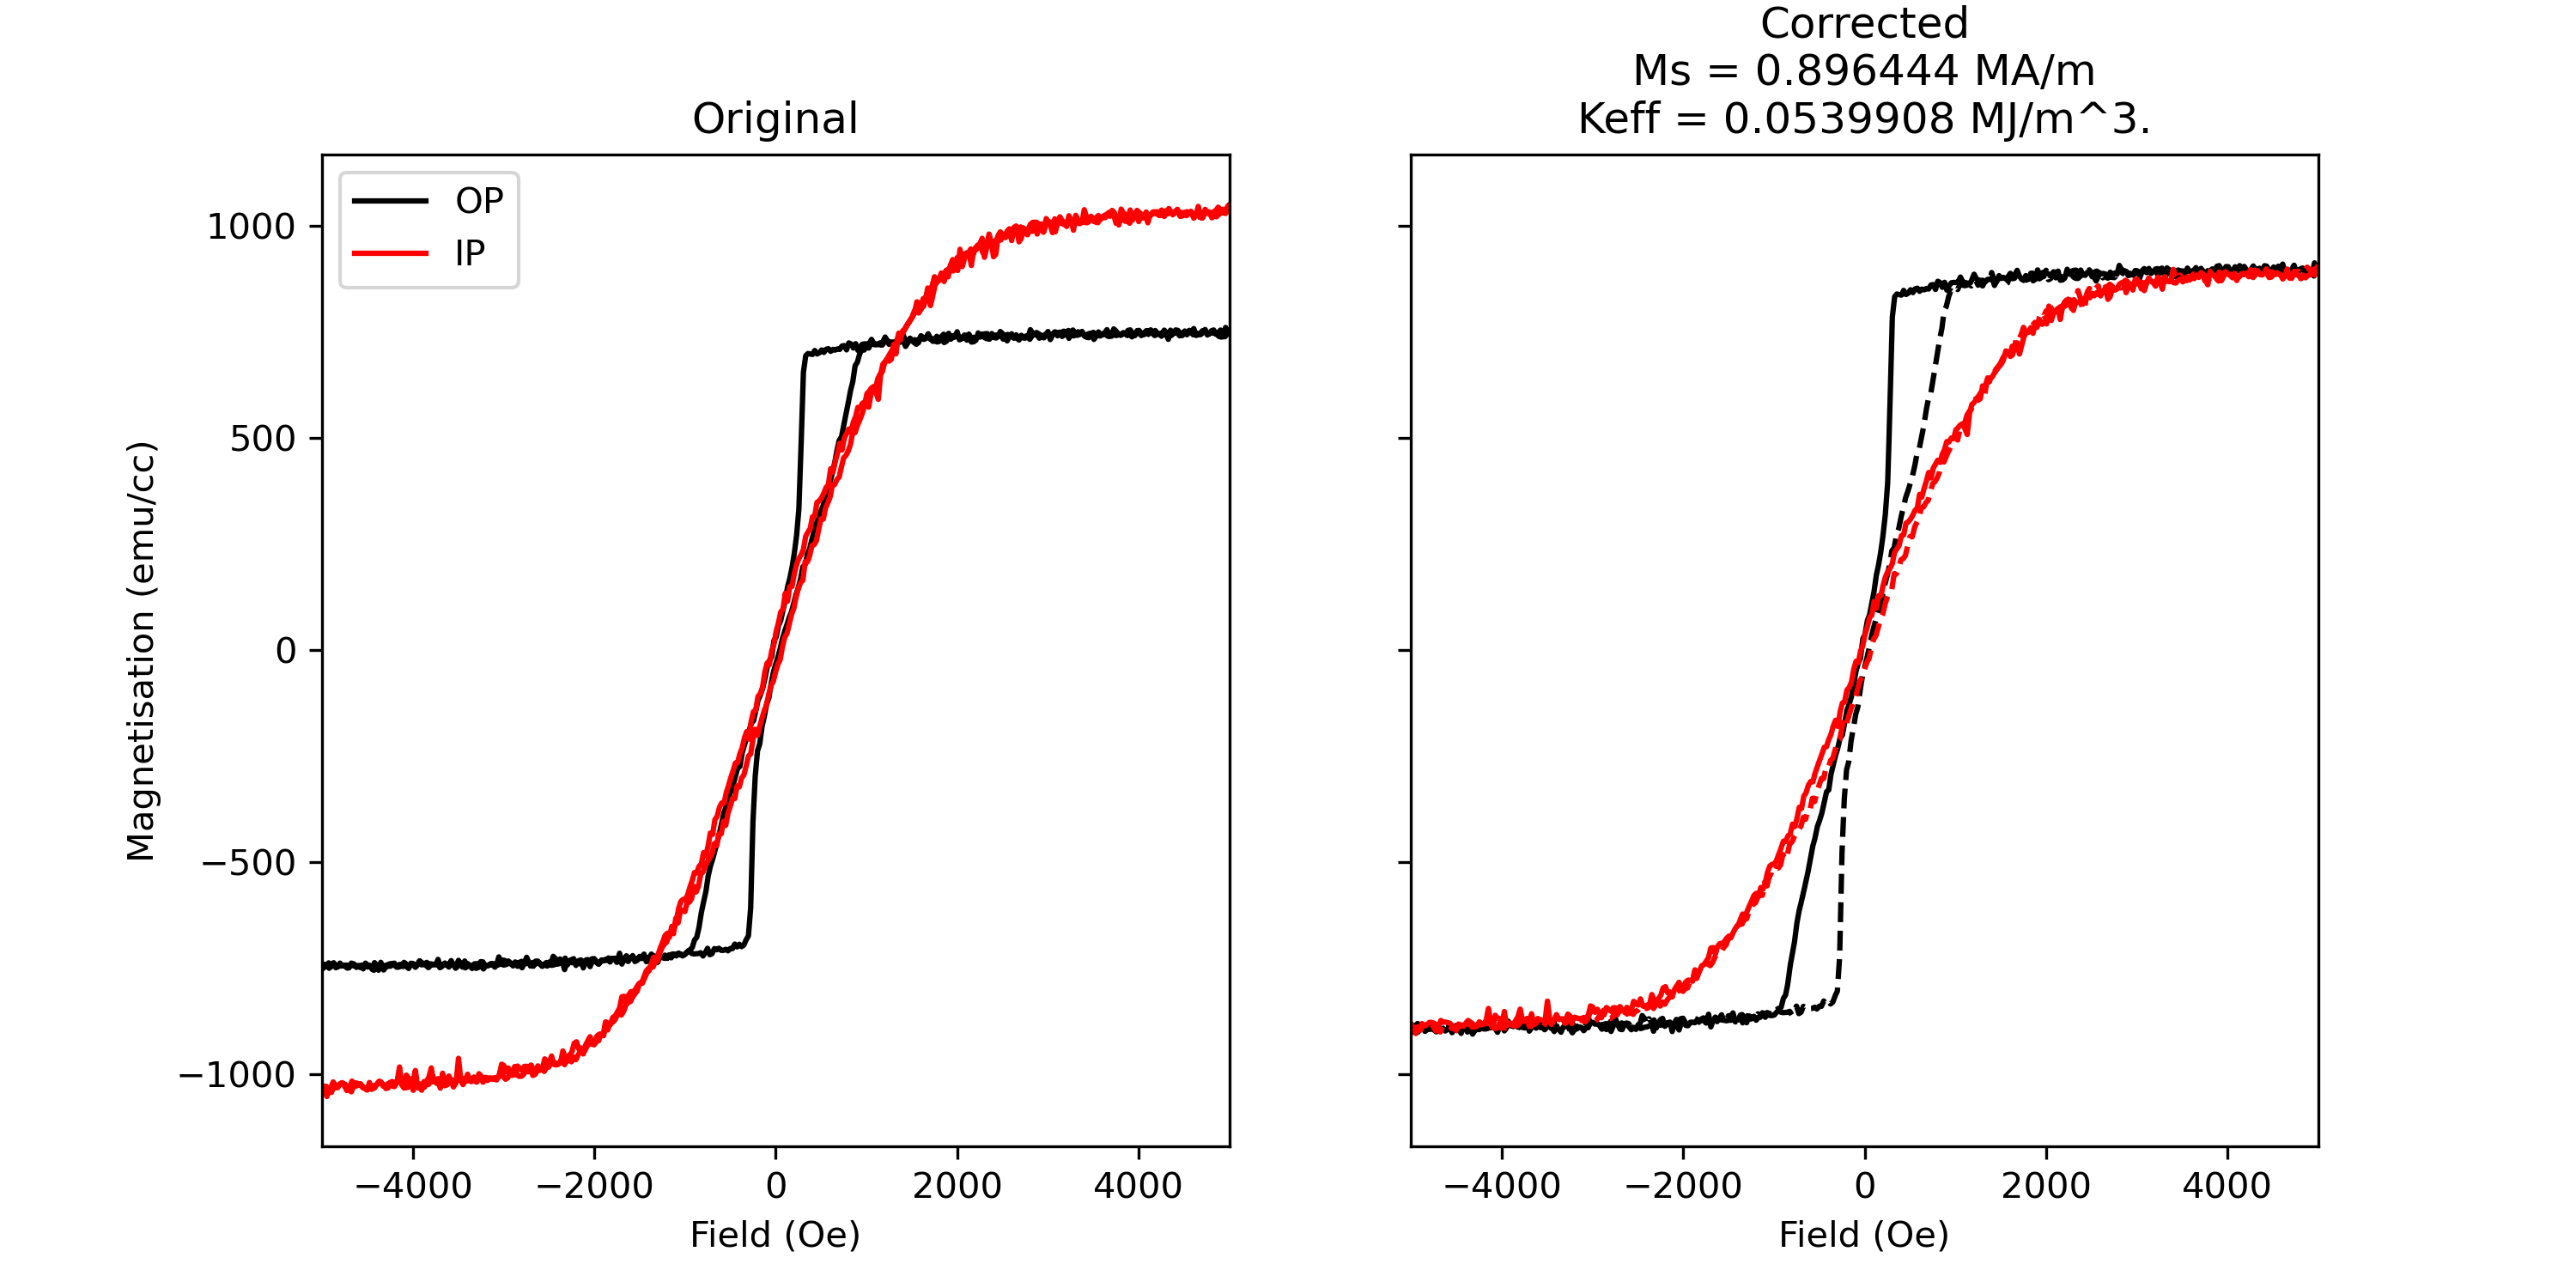 Original
OP
IP
Magnetisation (emu/cc)
1000
500
0
−500
−1000
−4000
−2000
0
2000
4000
Field (Oe)
Corrected
Ms = 0.896444 MA/m
Keff = 0.0539908 MJ/m^3.
−4000
−2000
0
2000
4000
Field (Oe)